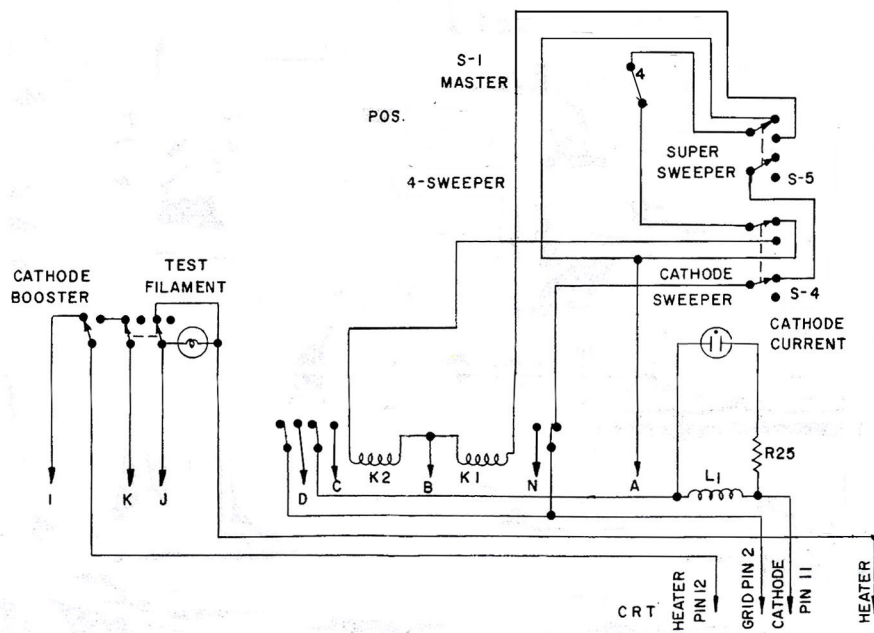 S-1
MASTER
POS.
4
SUPER
SWEEPER
S-5
4-SWEEPER
CATHODE
SWEEPER
S-4
CATHODE
BOOSTER
TEST
FILAMENT
CATHODE
CURRENT
R25
I
K
J
D
C
K2
B
K1
N
A
L1
CRT
HEATER
PIN 12
GRID PIN 2
CATHODE
PIN 11
HEATER